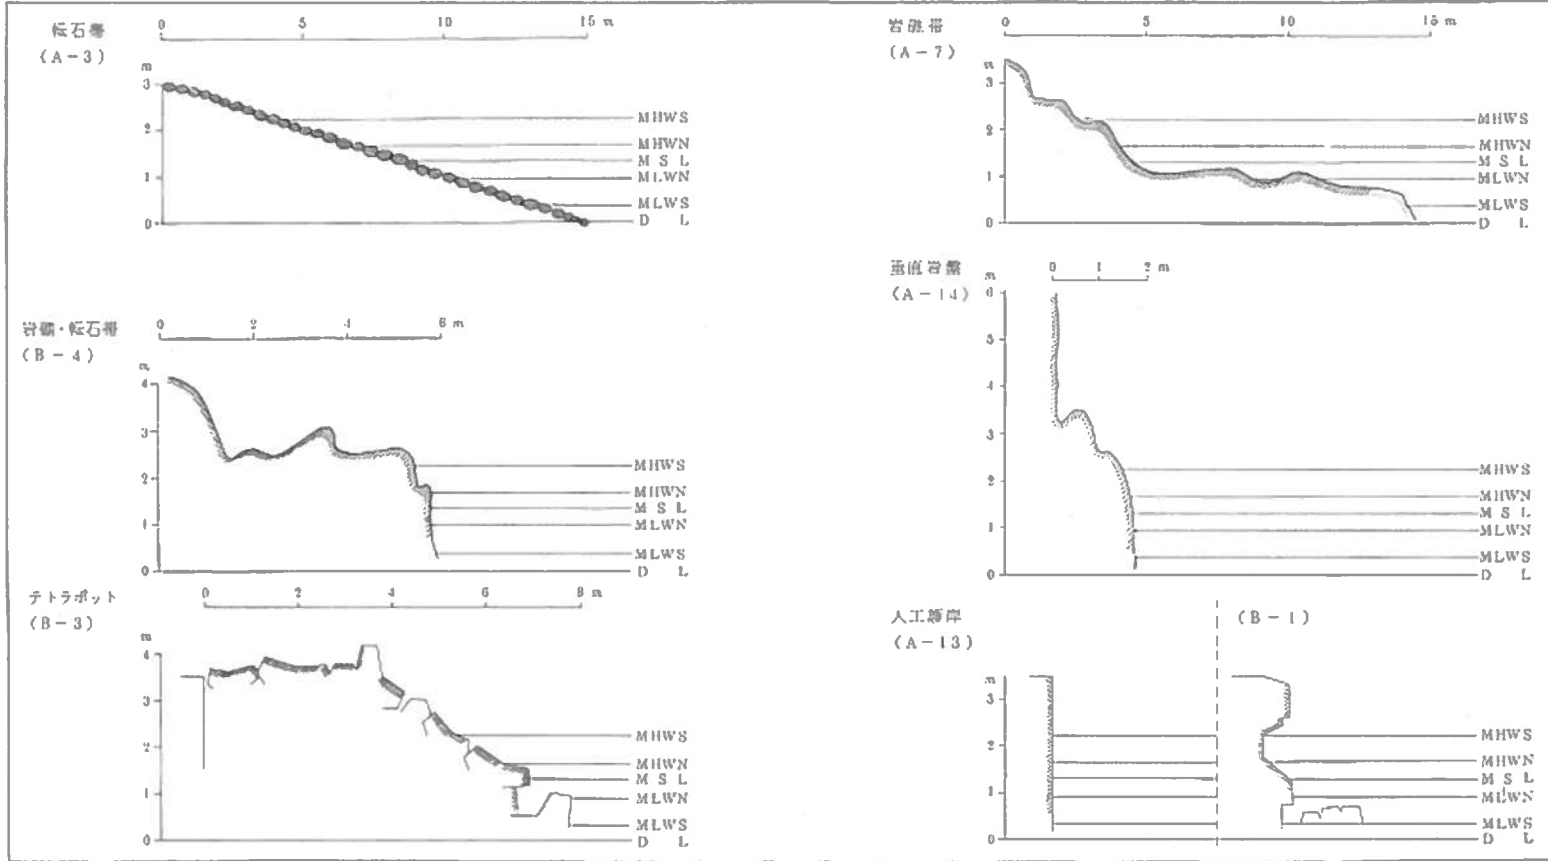 転石帯
(A-3)
0 5 10 15 m
m
3
2
1
0
MHWS
MHWN
M S L
MLWN
MLWS
D L
岩礁帯
(A-7)
0 5 10 15 m
m
3
2
1
0
MHWS
MHWN
M S L
MLWN
MLWS
D L
岩礁・転石帯
(B-4)
0 2 4 6 m
m
4
3
2
1
0
MHWS
MHWN
M S L
MLWN
MLWS
D L
垂直岩盤
(A-14)
0 1 2 m
m
6
5
4
3
2
1
0
MHWS
MHWN
M S L
MLWN
MLWS
D L
テトラポット
(B-3)
0 2 4 6 8 m
m
4
3
2
1
0
MHWS
MHWN
M S L
MLWN
MLWS
D L
人工護岸
(A-13)
(B-1)
m
3
2
1
0
MHWS
MHWN
M S L
MLWN
MLWS
D L